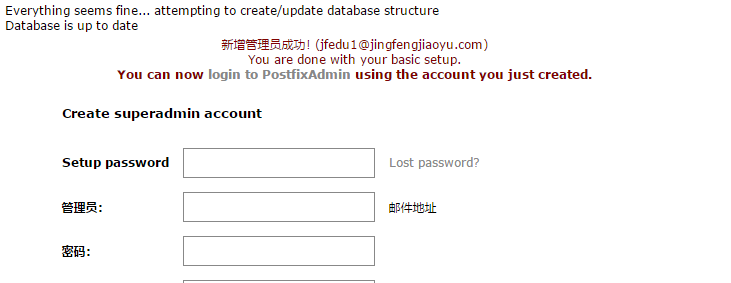 Everything seems fine... attempting to create/update database structure
Database is up to date
新增管理员成功! (jfedu1@jingfengjiaoyu.com)
You are done with your basic setup.
You can now login to PostfixAdmin using the account you just created.
Create superadmin account
Setup password Lost password?
管理员: 邮件地址
密码: